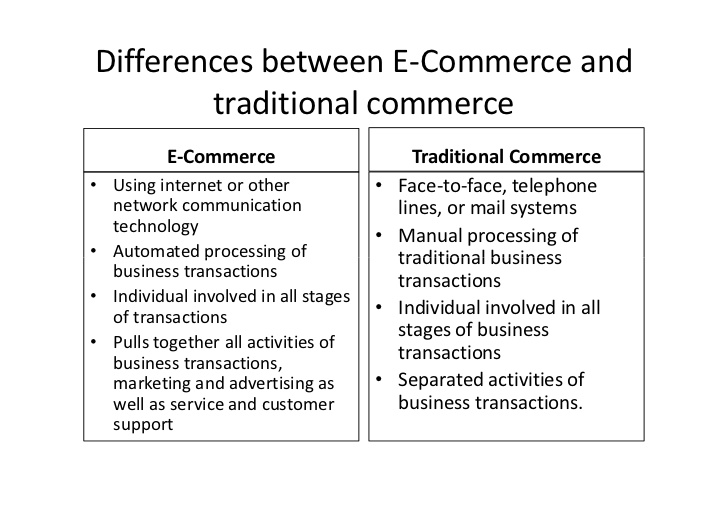 Differences between E-Commerce and
traditional commerce
E-Commerce
• Using internet or other
network communication
technology
• Automated processing of
business transactions
• Individual involved in all stages
of transactions
• Pulls together all activities of
business transactions,
marketing and advertising as
well as service and customer
support
Traditional Commerce
• Face-to-face, telephone
lines, or mail systems
• Manual processing of
traditional business
transactions
• Individual involved in all
stages of business
transactions
• Separated activities of
business transactions.